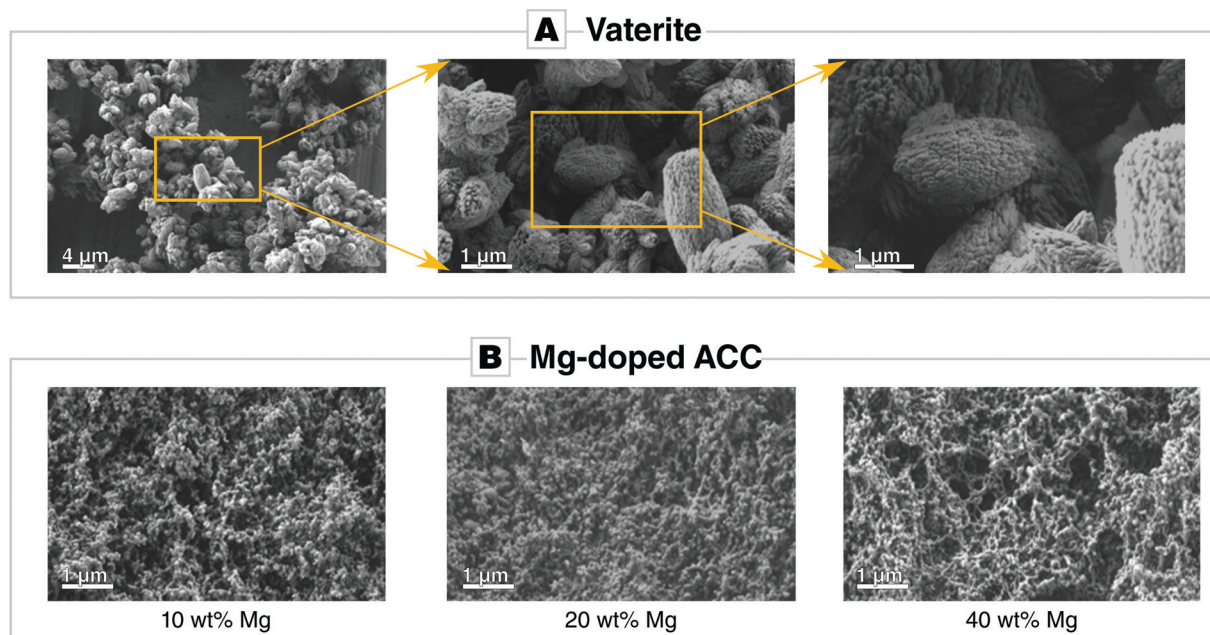 A Vaterite
4 µm
1 µm
1 µm
B Mg-doped ACC
1 µm
1 µm
1 µm
10 wt% Mg
20 wt% Mg
40 wt% Mg